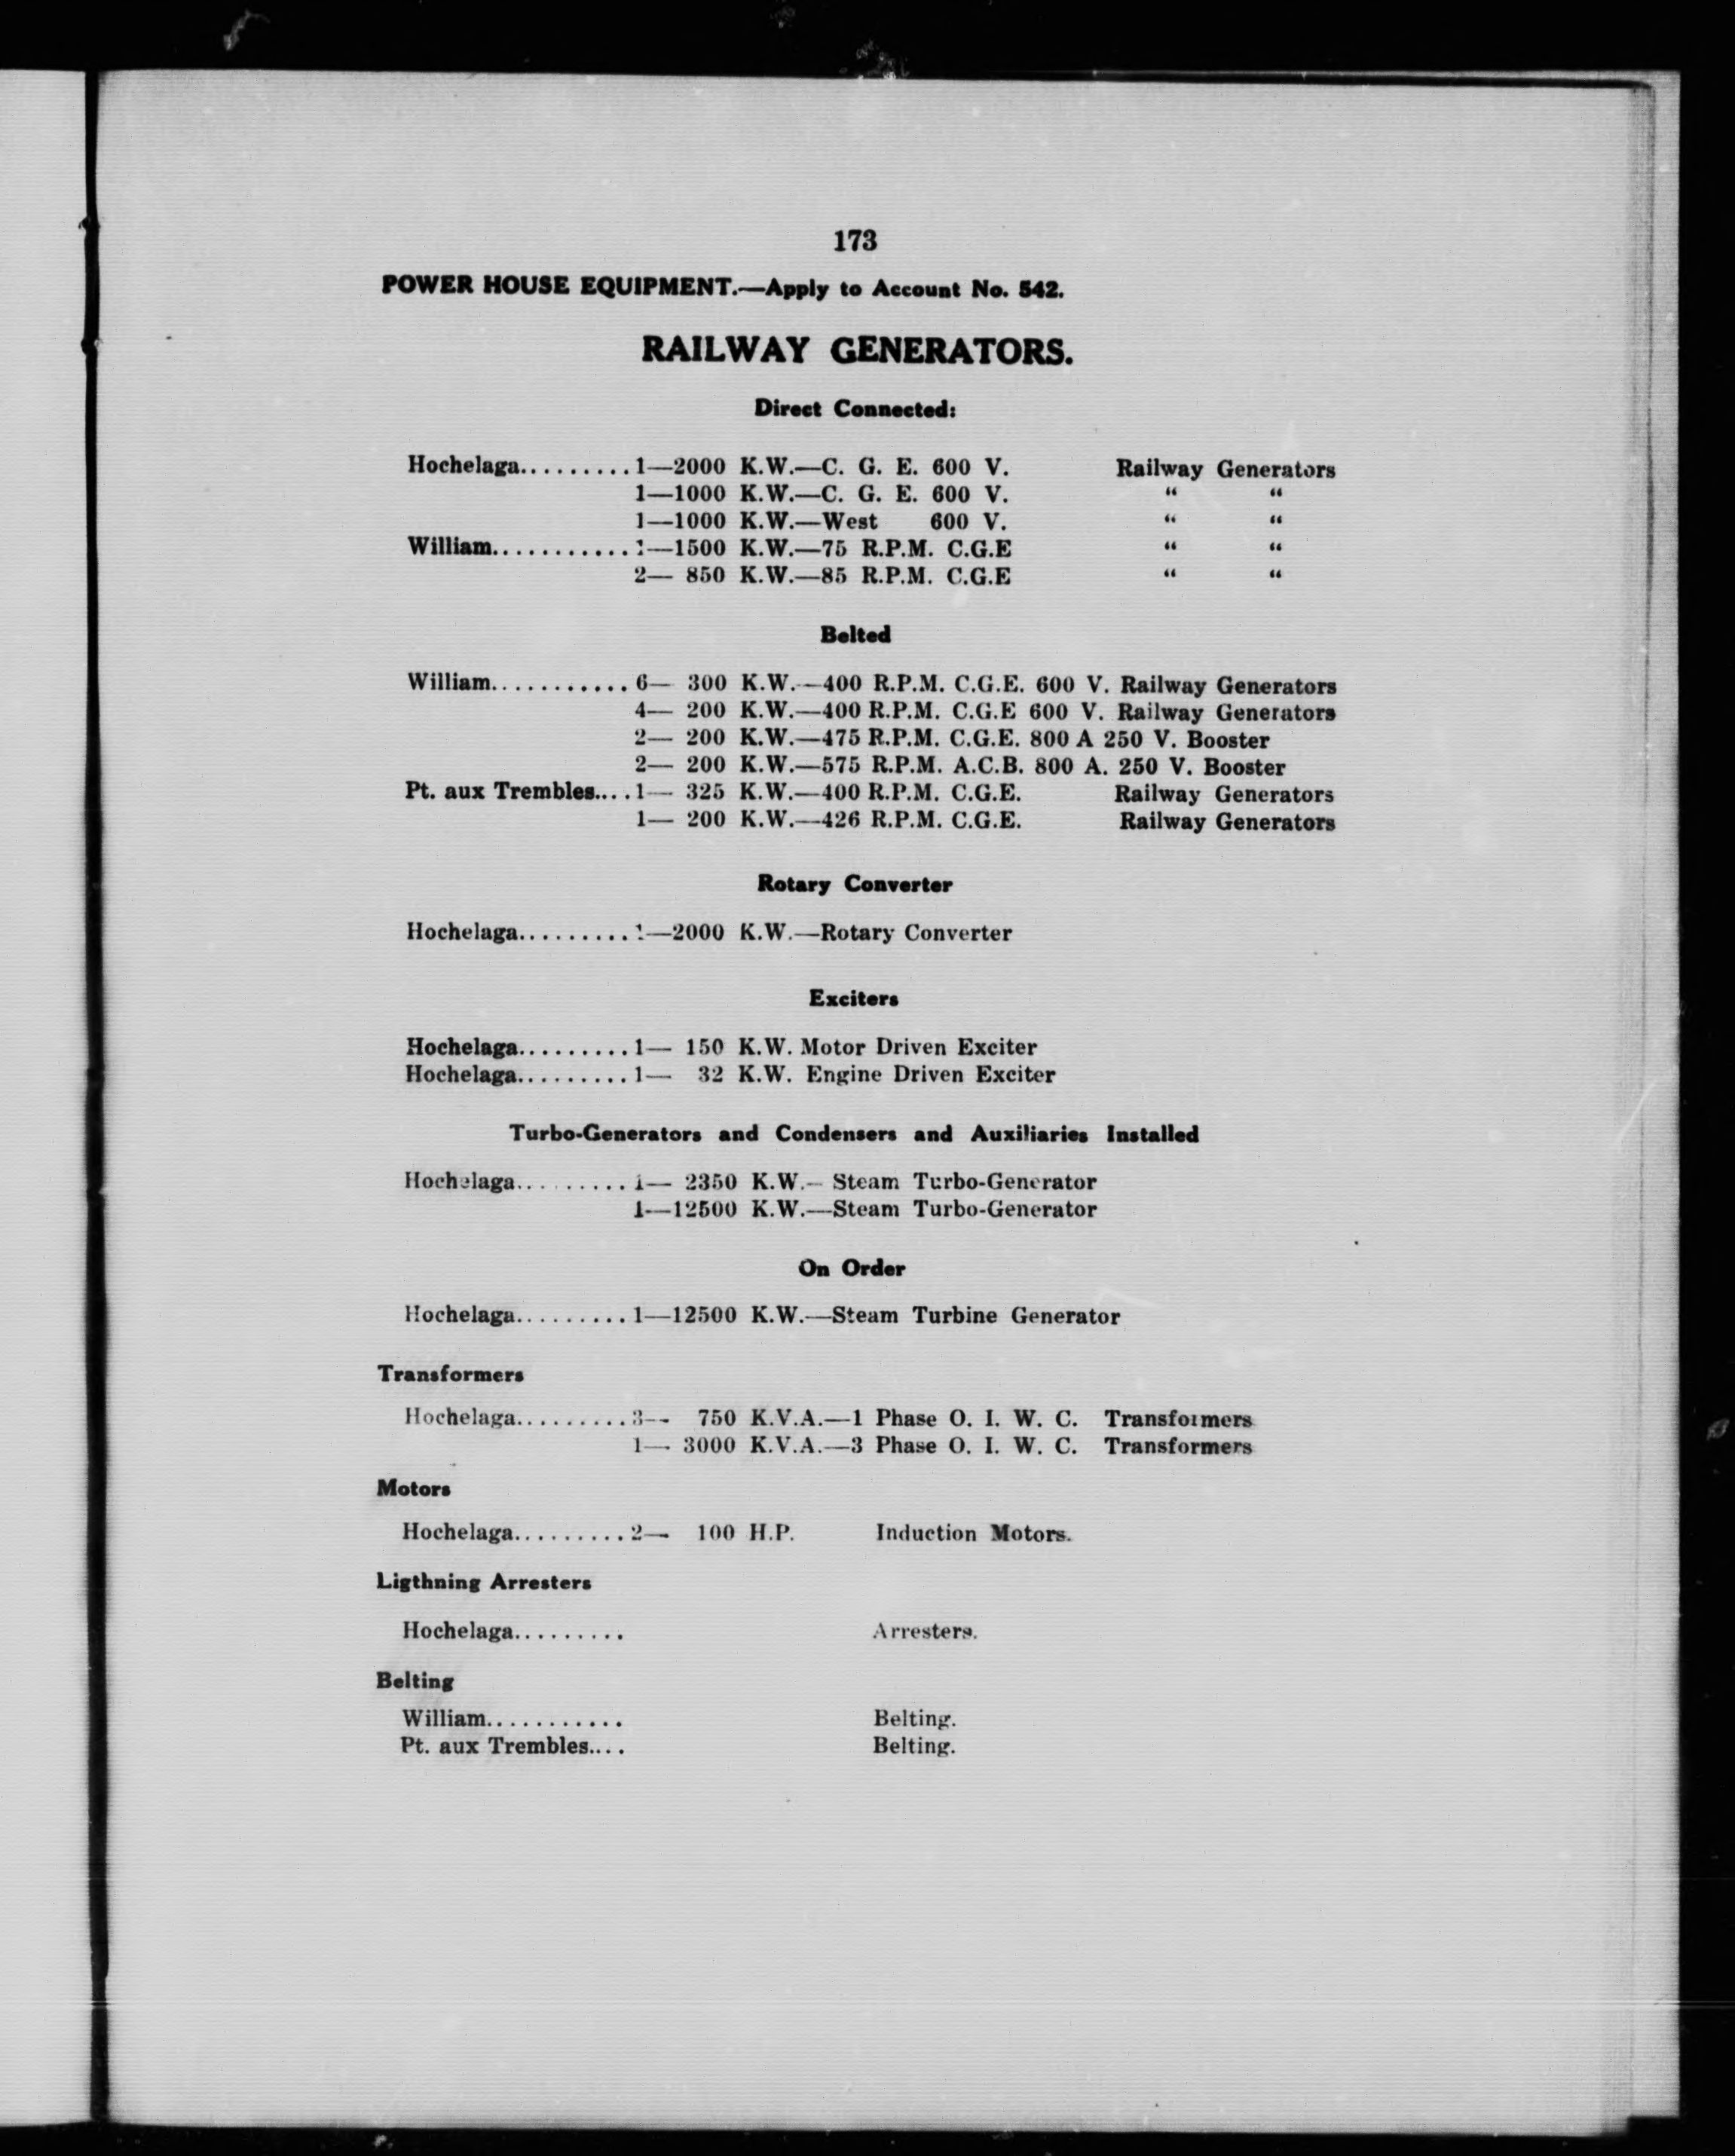 173
POWER HOUSE EQUIPMENT.—Apply to Account No. 542.
RAILWAY GENERATORS.
Direct Connected:
Hochelaga.........1—2000 K.W.—C. G. E. 600 V. Railway Generators
1—1000 K.W.—C. G. E. 600 V. “ “
1—1000 K.W.—West 600 V. “ “
William...........1—1500 K.W.—75 R.P.M. C.G.E “ “
2— 850 K.W.—85 R.P.M. C.G.E “ “
Belted
William...........6— 300 K.W.—400 R.P.M. C.G.E. 600 V. Railway Generators
4— 200 K.W.—400 R.P.M. C.G.E 600 V. Railway Generators
2— 200 K.W.—475 R.P.M. C.G.E. 800 A 250 V. Booster
2— 200 K.W.—575 R.P.M. A.C.B. 800 A. 250 V. Booster
Pt. aux Trembles....1— 325 K.W.—400 R.P.M. C.G.E. Railway Generators
1— 200 K.W.—426 R.P.M. C.G.E. Railway Generators
Rotary Converter
Hochelaga.........1—2000 K.W.—Rotary Converter
Exciters
Hochelaga.........1— 150 K.W. Motor Driven Exciter
Hochelaga.........1— 32 K.W. Engine Driven Exciter
Turbo-Generators and Condensers and Auxiliaries Installed
Hochelaga.........1— 2350 K.W.— Steam Turbo-Generator
1—12500 K.W.—Steam Turbo-Generator
On Order
Hochelaga.........1—12500 K.W.—Steam Turbine Generator
Transformers
Hochelaga.........3— 750 K.V.A.—1 Phase O. I. W. C. Transformers
1— 3000 K.V.A.—3 Phase O. I. W. C. Transformers
Motors
Hochelaga.........2— 100 H.P. Induction Motors.
Ligthning Arresters
Hochelaga......... Arresters.
Belting
William........... Belting.
Pt. aux Trembles.... Belting.